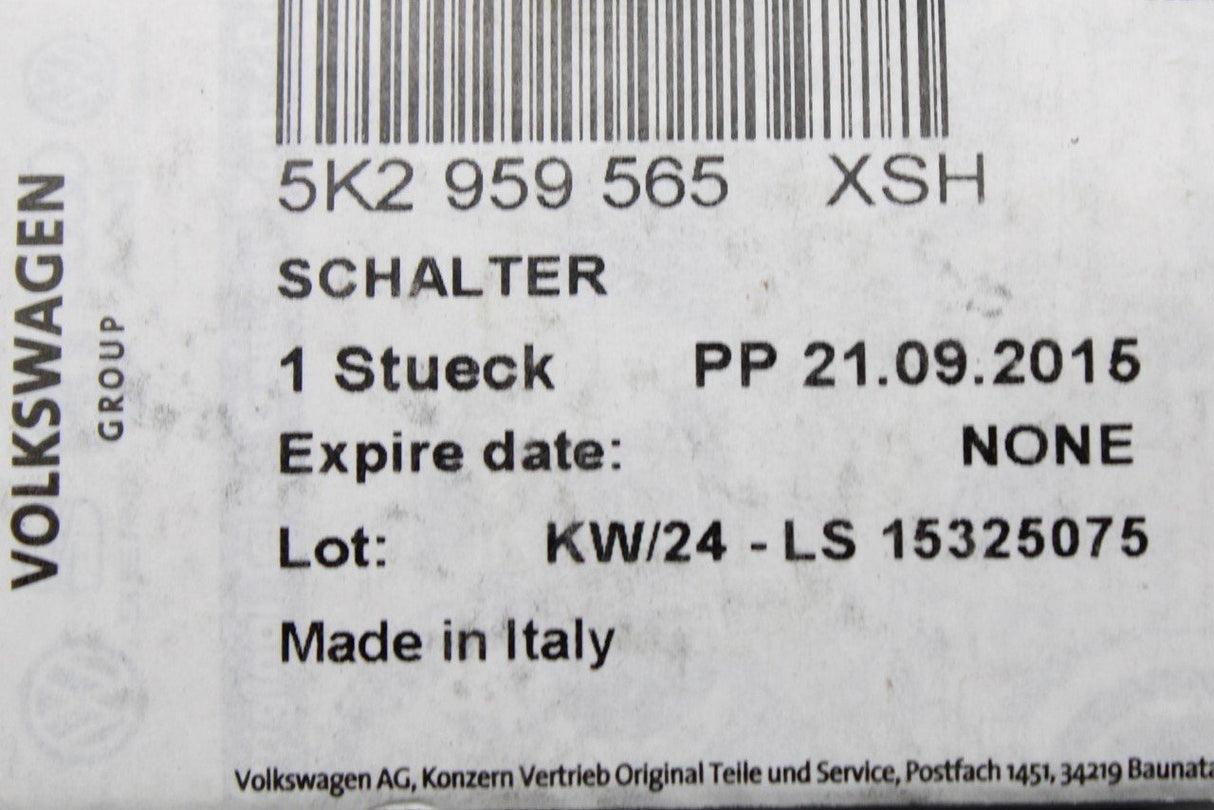 VOLKSWAGEN
GROUP
5K2 959 565 XSH
SCHALTER
1 Stueck PP 21.09.2015
Expire date: NONE
Lot: KW/24 - LS 15325075
Made in Italy
Volkswagen AG, Konzern Vertrieb Original Teile und Service, Postfach 1451, 34219 Baunata